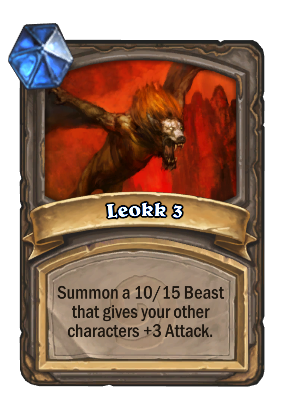 Leokk 3
Summon a 10/15 Beast
that gives your other
characters +3 Attack.